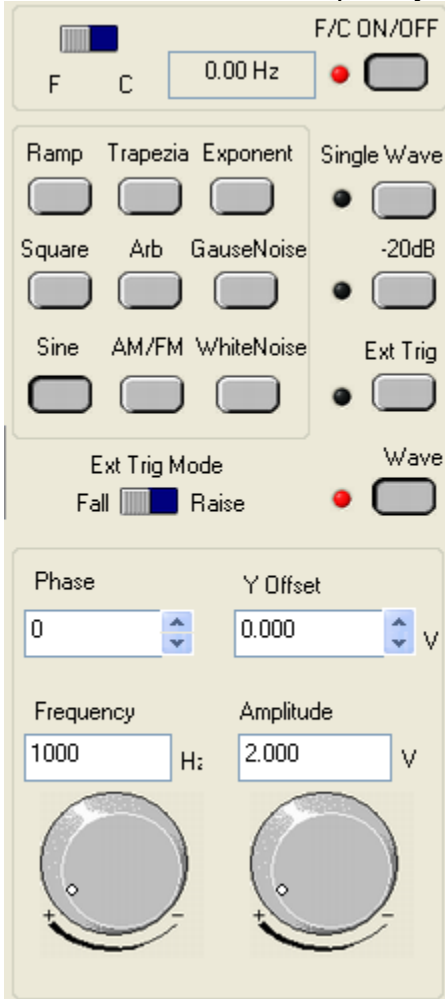 F/C ON/OFF
F C 0.00 Hz
Ramp Trapezia Exponent Single Wave
Square Arb GauseNoise -20dB
Sine AM/FM WhiteNoise Ext Trig
Ext Trig Mode Wave
Fall Raise
Phase Y Offset
0 0.000 V
Frequency Amplitude
1000 Hz 2.000 V
+ - + -